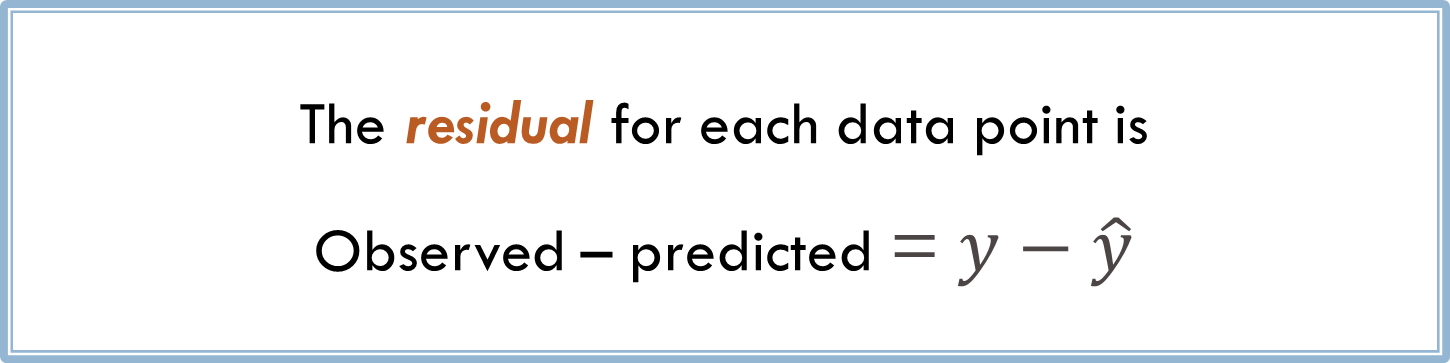 The residual for each data point is
Observed – predicted = y − ŷ